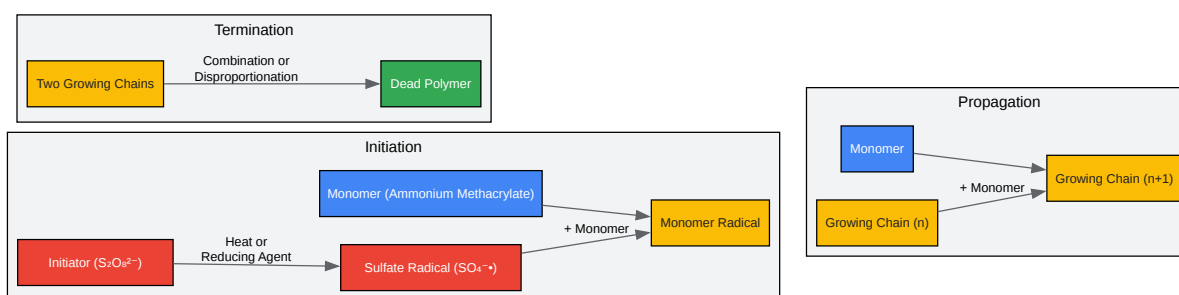 Termination
Two Growing Chains
Combination or
Disproportionation
Dead Polymer
Initiation
Monomer (Ammonium Methacrylate)
Monomer Radical
+ Monomer
Initiator (S₂O₈²⁻)
Heat or
Reducing Agent
Sulfate Radical (SO₄⁻•)
Propagation
Monomer
Growing Chain (n+1)
+ Monomer
Growing Chain (n)